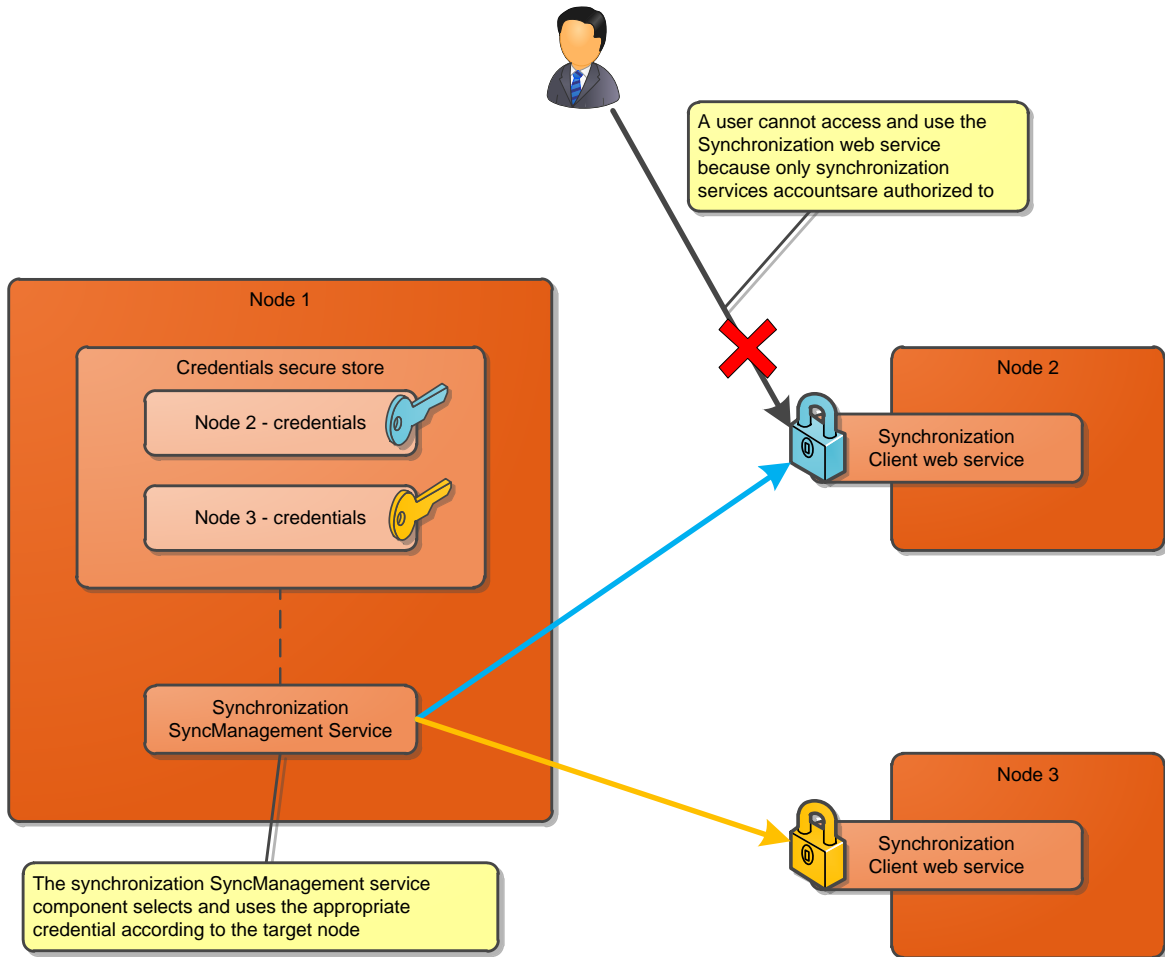 A user cannot access and use the
Synchronization web service
because only synchronization
services accountsare authorized to
Node 1
Credentials secure store
Node 2 - credentials
Node 3 - credentials
Synchronization
SyncManagement Service
The synchronization SyncManagement service
component selects and uses the appropriate
credential according to the target node
Node 2
Synchronization
Client web service
Node 3
Synchronization
Client web service